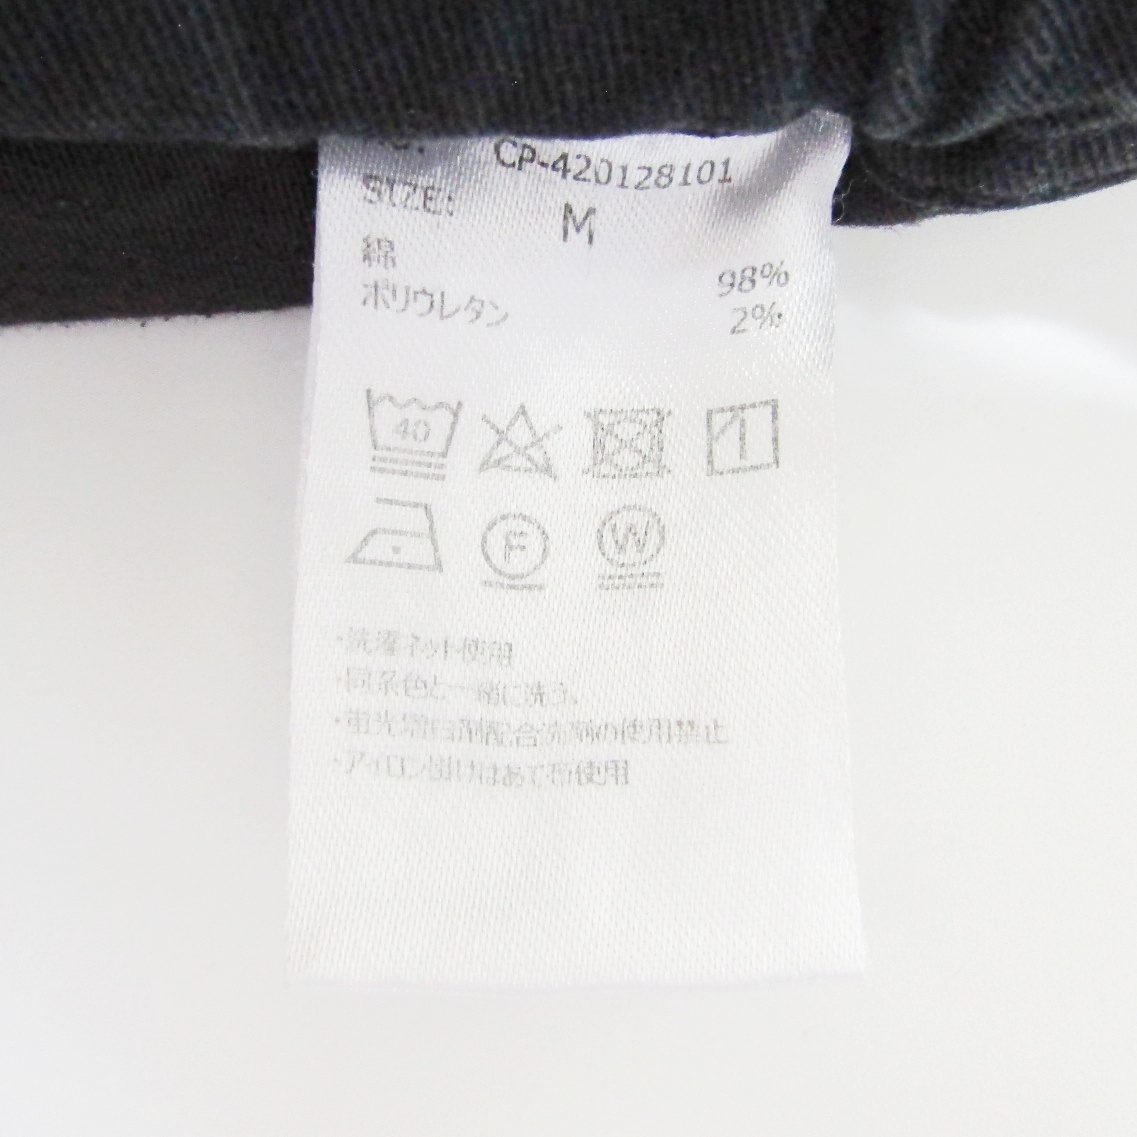 CP-420128101
SIZE: M
綿 98%
ポリウレタン 2%
40
F W
・洗濯ネット使用
・同系色と一緒に洗う。
・蛍光増白剤配合洗剤の使用禁止
・アイロン掛けはあて布使用